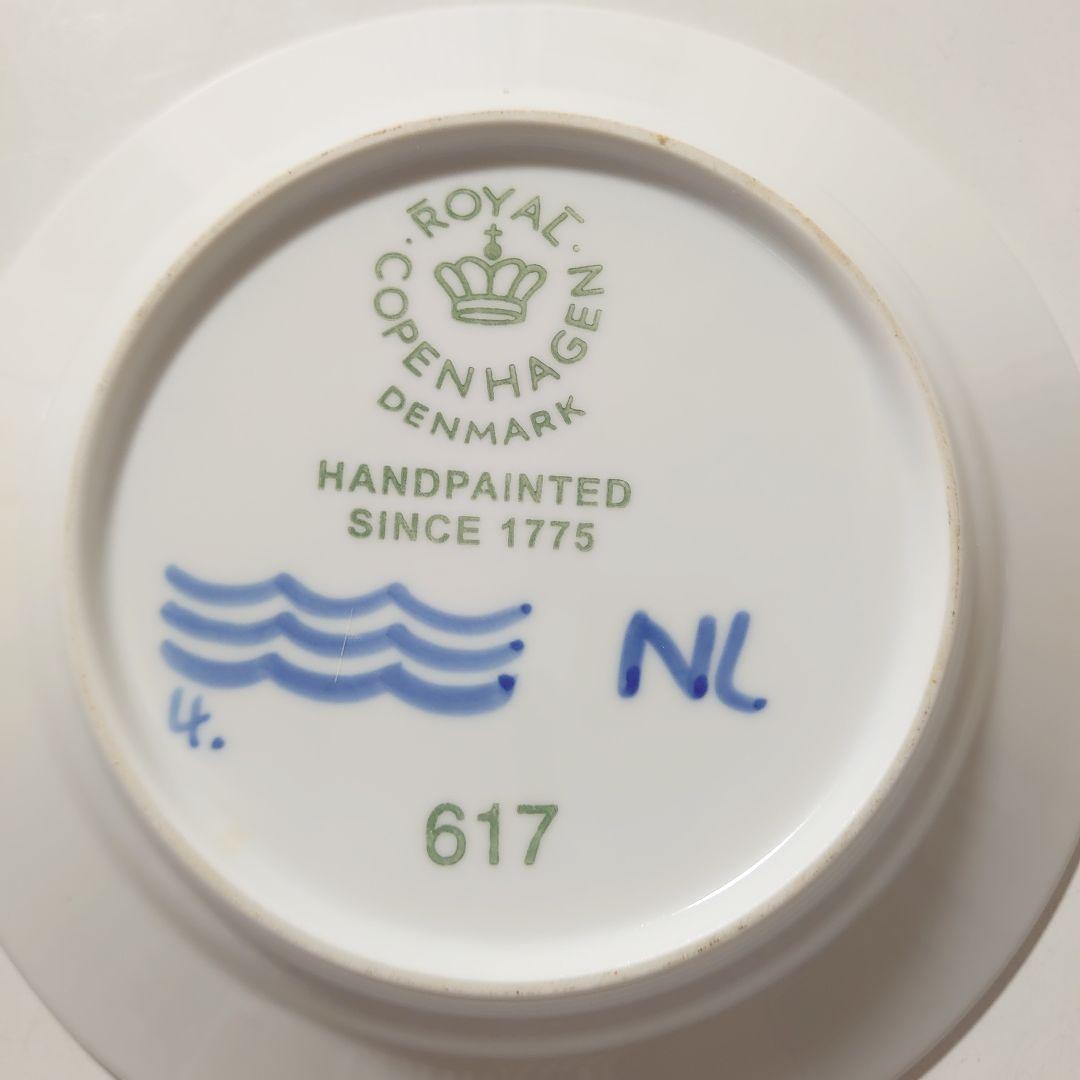 ROYAL
COPENHAGEN
DENMARK
HANDPAINTED
SINCE 1775
NL
4.
617